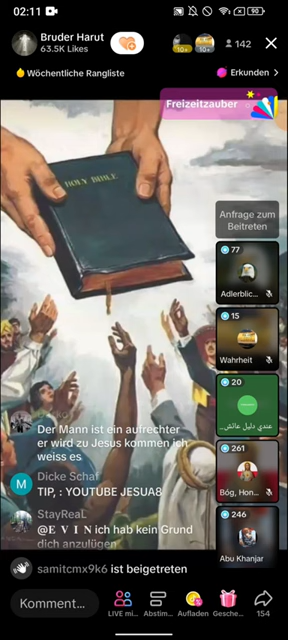 02:11
90
Bruder Harut
63.5K Likes
10+
10+
142
Wöchentliche Rangliste
Erkunden >
Freizeitzauber
HOLY BIBLE
Anfrage zum
Beitreten
77
Adlerblic...
15
Wahrheit
20
عندي دليل عائش...
261
Bóg, Hon...
246
Abu Khanjar
Der Mann ist ein aufrechter
er wird zu Jesus kommen ich
weiss es
M
Dicke Schaf
TIP, : YOUTUBE JESUA8
StayReaL
@E V I N ich hab kein Grund
dich anzulügen
samitcmx9k6 ist beigetreten
Komment...
LIVE mi...
Abstim...
Aufladen
Gesche...
154